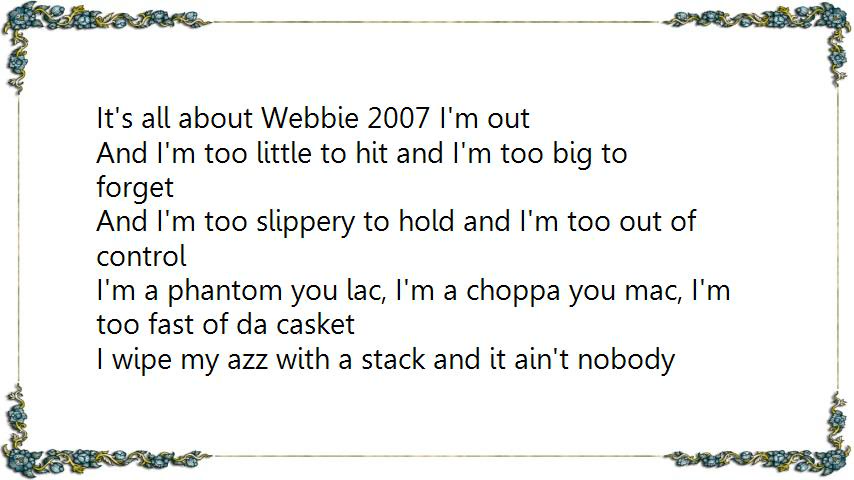 It's all about Webbie 2007 I'm out
And I'm too little to hit and I'm too big to
forget
And I'm too slippery to hold and I'm too out of
control
I'm a phantom you lac, I'm a choppa you mac, I'm
too fast of da casket
I wipe my azz with a stack and it ain't nobody